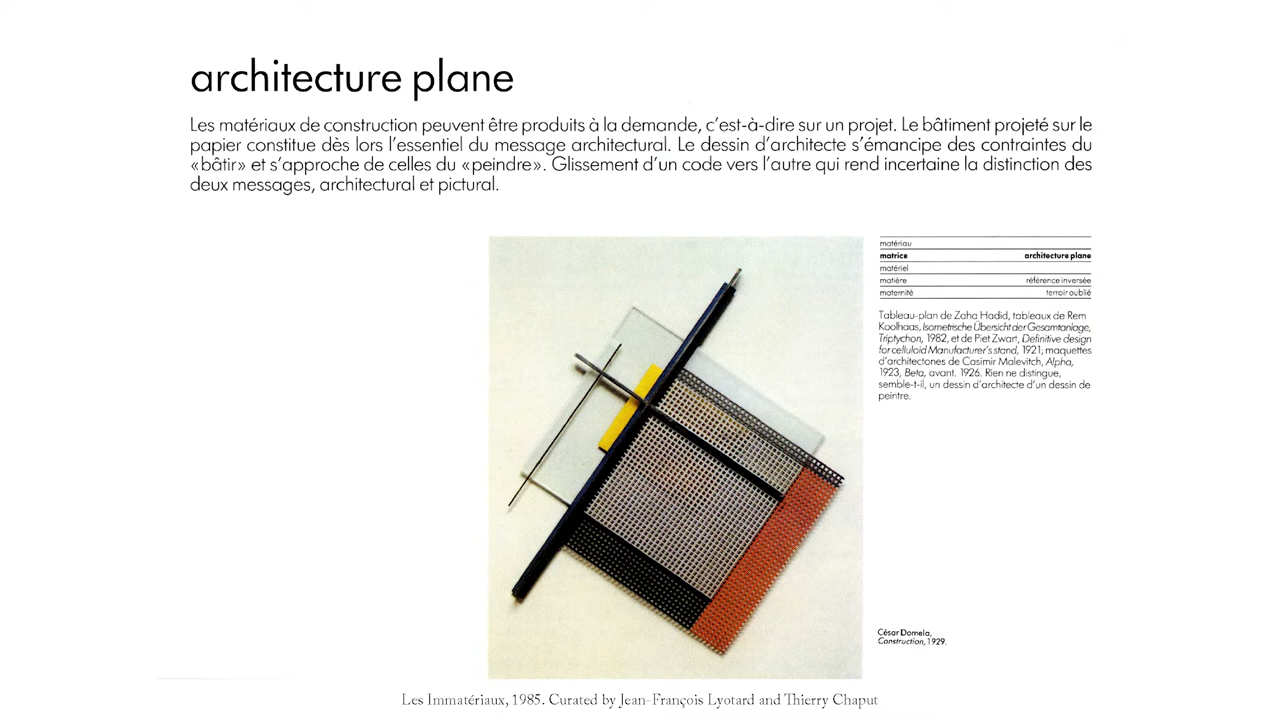 architecture plane
Les matériaux de construction peuvent être produits à la demande, c'est-à-dire sur un projet. Le bâtiment projeté sur le
papier constitue dès lors l'essentiel du message architectural. Le dessin d'architecte s'émancipe des contraintes du
«bâtir» et s'approche de celles du «peindre». Glissement d'un code vers l'autre qui rend incertaine la distinction des
deux messages, architectural et pictural.
matériau
matrice architecture plane
matériel
matière référence inversée
maternité terroir oublié
Tableau-plan de Zaha Hadid, tableaux de Rem
Koolhaas, Isometrische Übersicht der Gesamtanlage,
Triptychon, 1982, et de Piet Zwart, Definitive design
for celluloid Manufacturer's stand, 1921; maquettes
d'architectones de Casimir Malevitch, Alpha,
1923, Beta, avant. 1926. Rien ne distingue,
semble-t-il, un dessin d'architecte d'un dessin de
peintre.
César Domela,
Construction, 1929.
Les Immatériaux, 1985. Curated by Jean-François Lyotard and Thierry Chaput